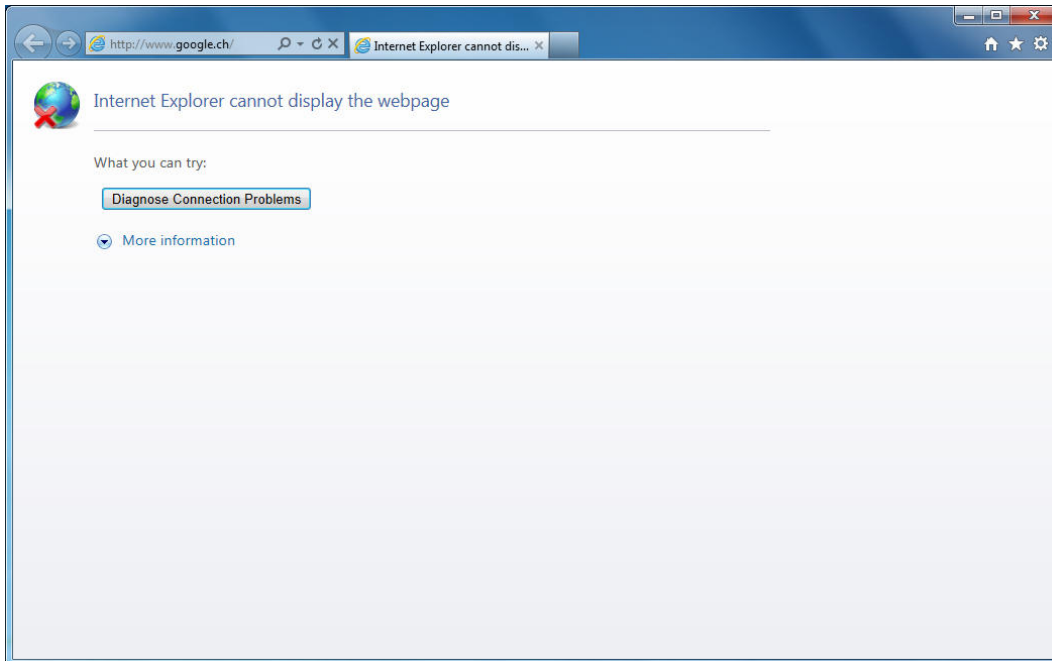 http://www.google.ch/
Internet Explorer cannot dis...
Internet Explorer cannot display the webpage
What you can try:
Diagnose Connection Problems
More information